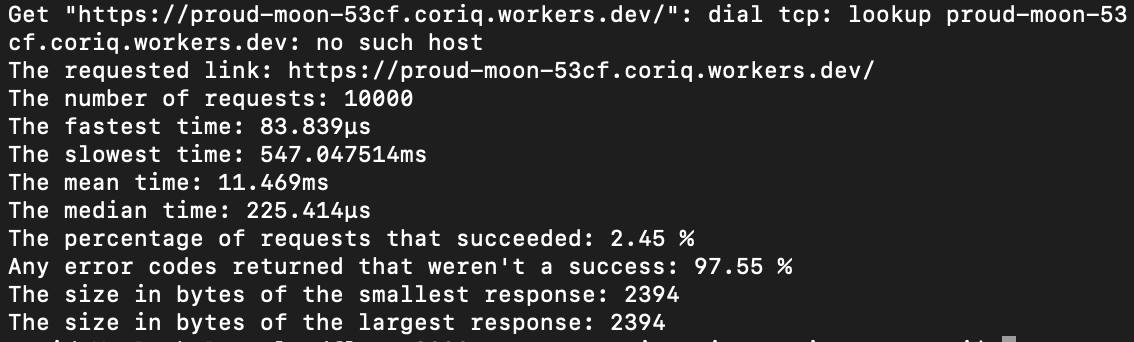 Get "https://proud-moon-53cf.coriq.workers.dev/": dial tcp: lookup proud-moon-53
cf.coriq.workers.dev: no such host
The requested link: https://proud-moon-53cf.coriq.workers.dev/
The number of requests: 10000
The fastest time: 83.839µs
The slowest time: 547.047514ms
The mean time: 11.469ms
The median time: 225.414µs
The percentage of requests that succeeded: 2.45 %
Any error codes returned that weren't a success: 97.55 %
The size in bytes of the smallest response: 2394
The size in bytes of the largest response: 2394